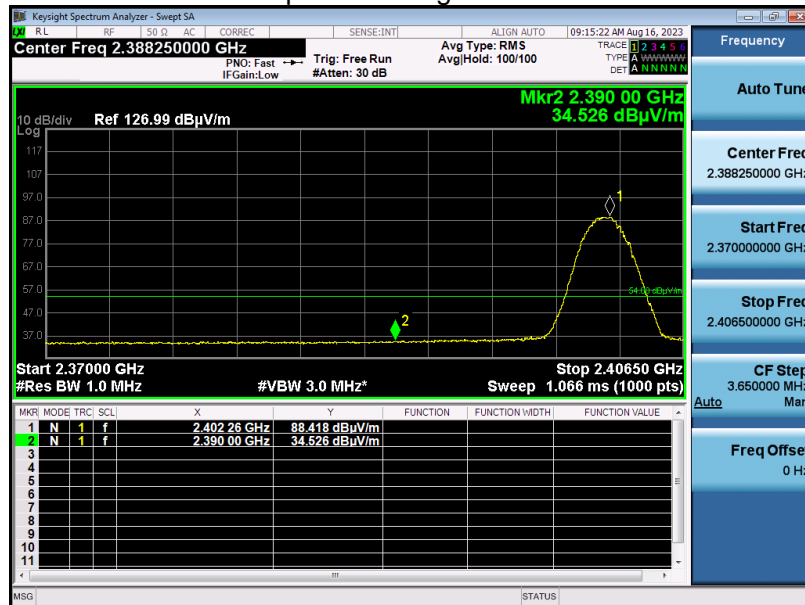 Keysight Spectrum Analyzer - Swept SA
LXI RL RF 50 Ω AC CORREC SENSE:INT ALIGN AUTO 09:15:22 AM Aug 16, 2023
Center Freq 2.388250000 GHz
PNO: Fast
IFGain:Low
Trig: Free Run
#Atten: 30 dB
Avg Type: RMS
Avg|Hold: 100/100
TRACE 1 2 3 4 5 6
TYPE A WWWWW
DET A N N N N N
Mkr2 2.390 00 GHz
34.526 dBµV/m
10 dB/div Ref 126.99 dBµV/m
Log
117
107
97.0
87.0
77.0
67.0
57.0
47.0
37.0
1
2
54.00 dBµV/m
Start 2.37000 GHz Stop 2.40650 GHz
#Res BW 1.0 MHz #VBW 3.0 MHz* Sweep 1.066 ms (1000 pts)
MKR MODE TRC SCL X Y FUNCTION FUNCTION WIDTH FUNCTION VALUE
1 N 1 f 2.402 26 GHz 88.418 dBµV/m
2 N 1 f 2.390 00 GHz 34.526 dBµV/m
3
4
5
6
7
8
9
10
11
MSG STATUS
Frequency
Auto Tune
Center Freq
2.388250000 GHz
Start Freq
2.370000000 GHz
Stop Freq
2.406500000 GHz
CF Step
3.650000 MHz
Auto Man
Freq Offset
0 Hz